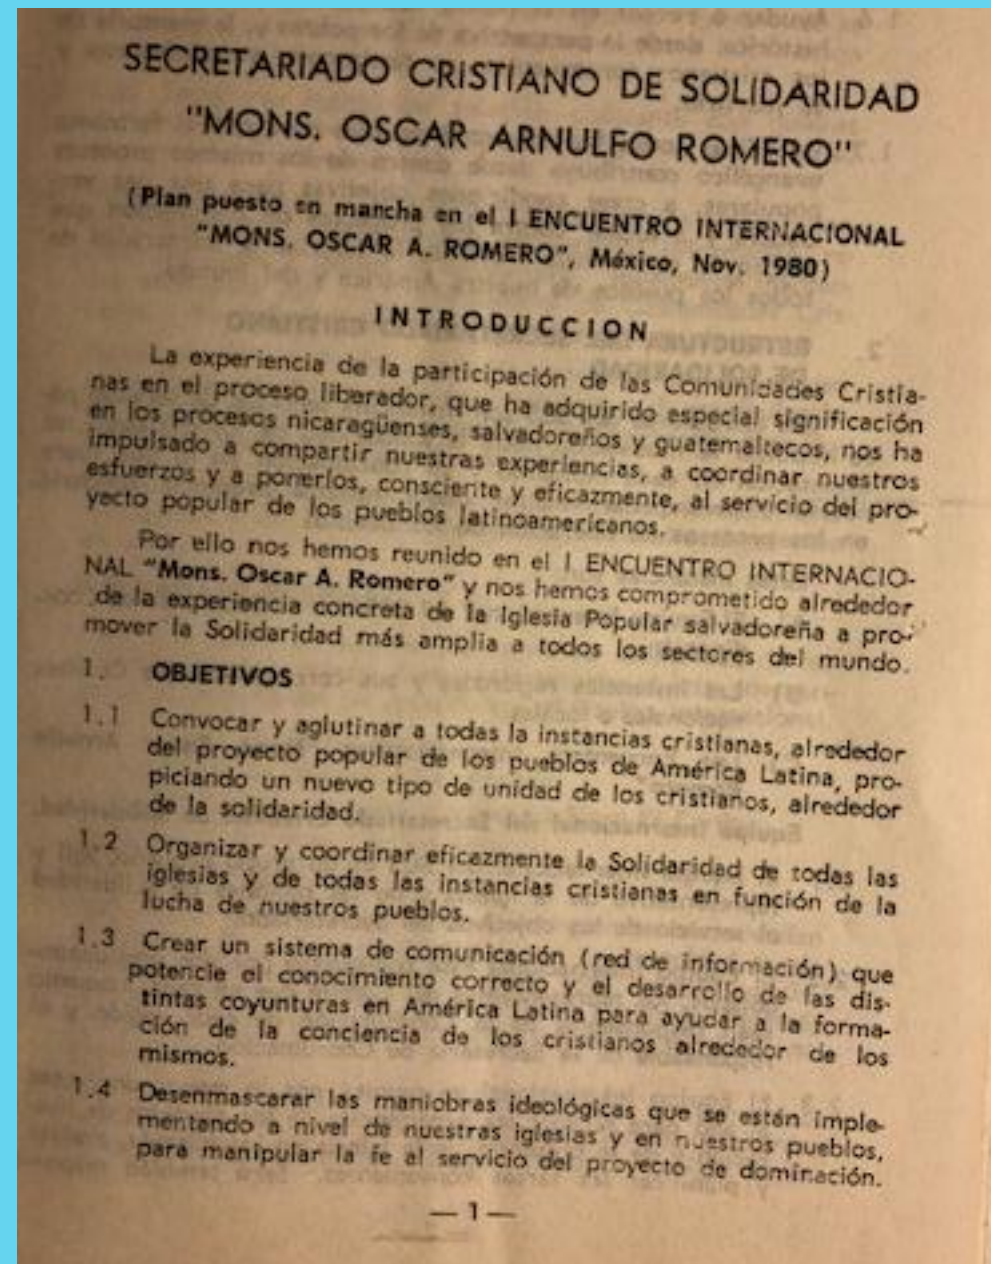 SECRETARIADO CRISTIANO DE SOLIDARIDAD
"MONS. OSCAR ARNULFO ROMERO"
(Plan puesto en mancha en el I ENCUENTRO INTERNACIONAL
"MONS. OSCAR A. ROMERO", México, Nov. 1980)
INTRODUCCION
La experiencia de la participación de las Comunidades Cristia-
nas en el proceso liberador, que ha adquirido especial significación
en los procesos nicaragüenses, salvadoreños y guatemaltecos, nos ha
impulsado a compartir nuestras experiencias, a coordinar nuestros
esfuerzos y a ponerlos, consciente y eficazmente, al servicio del pro-
yecto popular de los pueblos latinoamericanos.
Por ello nos hemos reunido en el I ENCUENTRO INTERNACIO-
NAL "Mons. Oscar A. Romero" y nos hemos comprometido alrededor
de la experiencia concreta de la Iglesia Popular salvadoreña a pro-
mover la Solidaridad más amplia a todos los sectores del mundo.
1. OBJETIVOS
1.1 Convocar y aglutinar a todas la instancias cristianas, alrededor
del proyecto popular de los pueblos de América Latina, pro-
piciando un nuevo tipo de unidad de los cristianos, alrededor
de la solidaridad.
1.2 Organizar y coordinar eficazmente la Solidaridad de todas las
iglesias y de todas las instancias cristianas en función de la
lucha de nuestros pueblos.
1.3 Crear un sistema de comunicación (red de información) que
potencie el conocimiento correcto y el desarrollo de las dis-
tintas coyunturas en América Latina para ayudar a la forma-
ción de la conciencia de los cristianos alrededor de los
mismos.
1.4 Desenmascarar las maniobras ideológicas que se están imple-
mentando a nivel de nuestras iglesias y en nuestros pueblos,
para manipular la fe al servicio del proyecto de dominación.
— 1 —